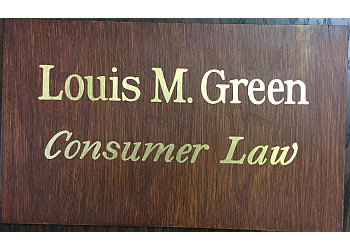 Louis M. Green
Consumer Law